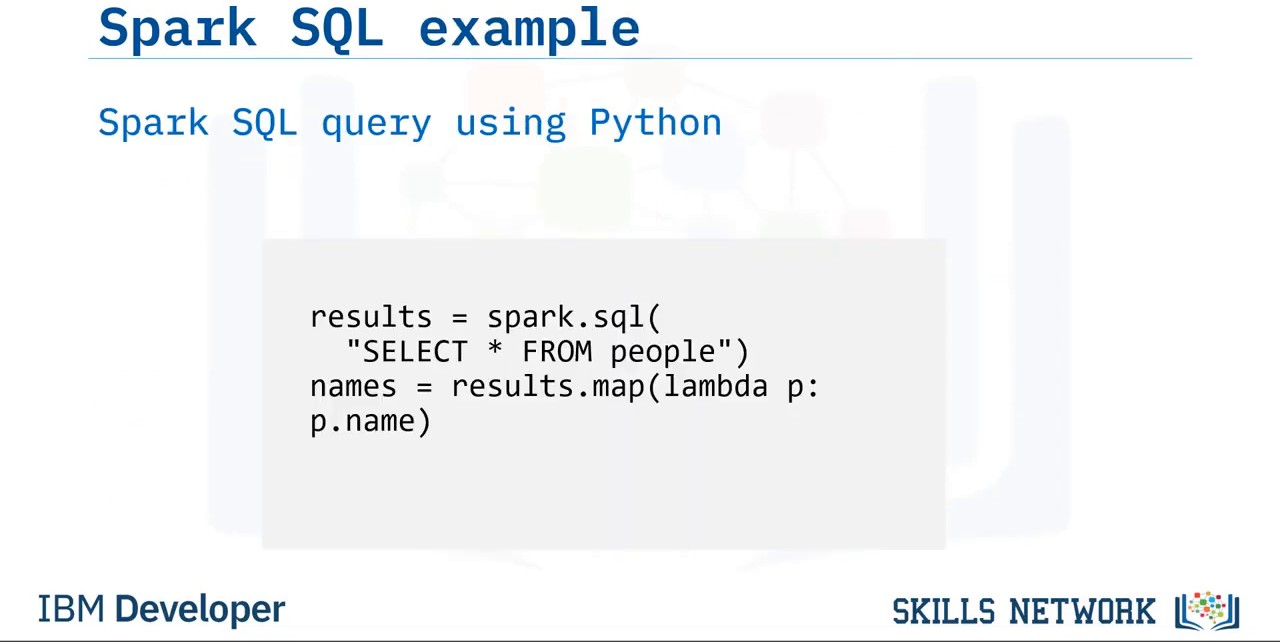 Spark SQL example
Spark SQL query using Python
results = spark.sql(
"SELECT * FROM people")
names = results.map(lambda p:
p.name)
IBM Developer
SKILLS NETWORK